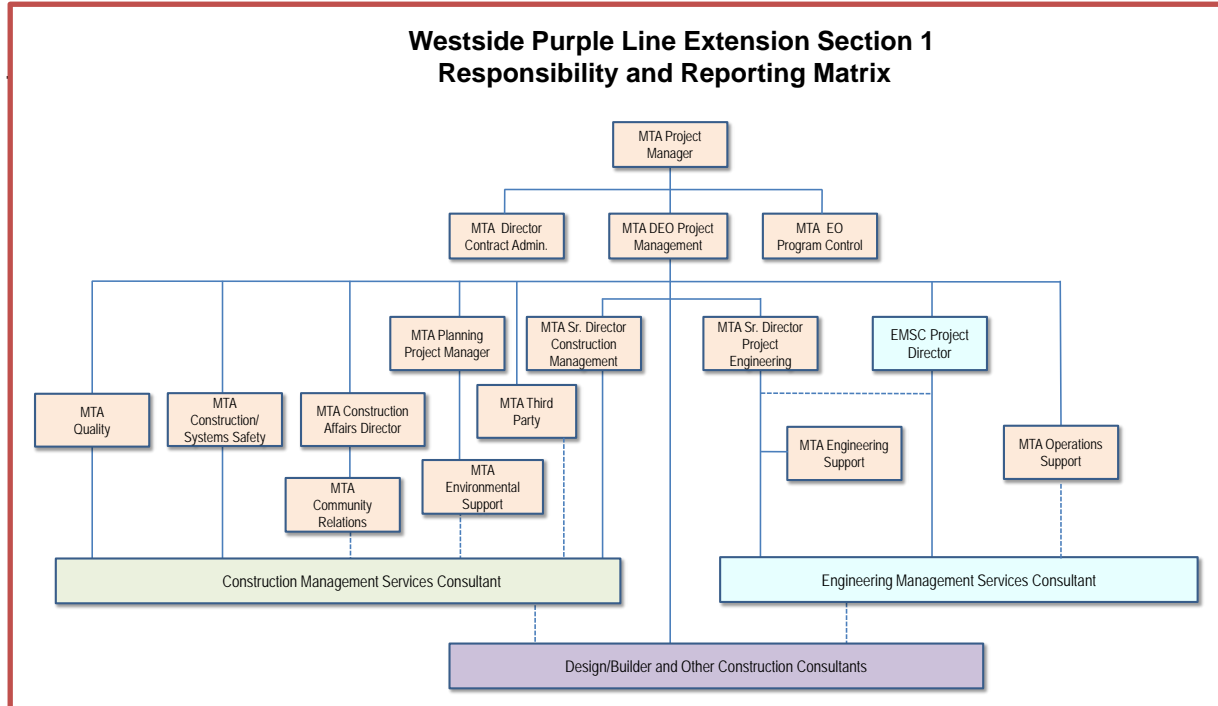 Westside Purple Line Extension Section 1
Responsibility and Reporting Matrix
MTA Project
Manager
MTA Director
Contract Admin.
MTA DEO Project
Management
MTA EO
Program Control
MTA Planning
Project Manager
MTA Sr. Director
Construction
Management
MTA Sr. Director
Project
Engineering
EMSC Project
Director
MTA
Quality
MTA
Construction/
Systems Safety
MTA Construction
Affairs Director
MTA Third
Party
MTA Engineering
Support
MTA Operations
Support
MTA
Community
Relations
MTA
Environmental
Support
Construction Management Services Consultant
Engineering Management Services Consultant
Design/Builder and Other Construction Consultants